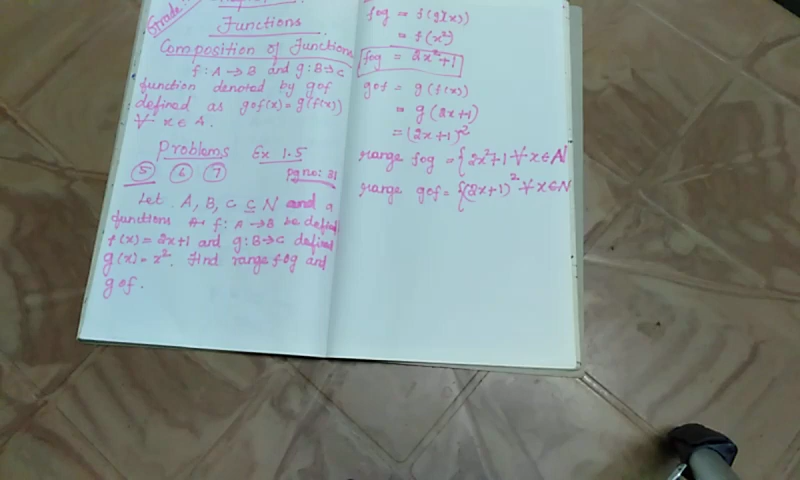 Grade
Functions
Composition of Functions
f : A → B and g : B → C
function denoted by gof
defined as gof(x) = g(f(x))
∀ x ∈ A.
Problems Ex 1.5
5 6 7 pg no: 31
Let A, B, C ⊆ N and a
functions f : A → B be defined
f(x) = 2x+1 and g : B → C defined
g(x) = x². Find range fog and
gof.
fog = f(g(x))
= f(x²)
fog = 2x²+1
gof = g(f(x))
= g(2x+1)
= (2x+1)²
range fog = {2x²+1 ∀ x ∈ N
range gof = {(2x+1)² ∀ x ∈ N